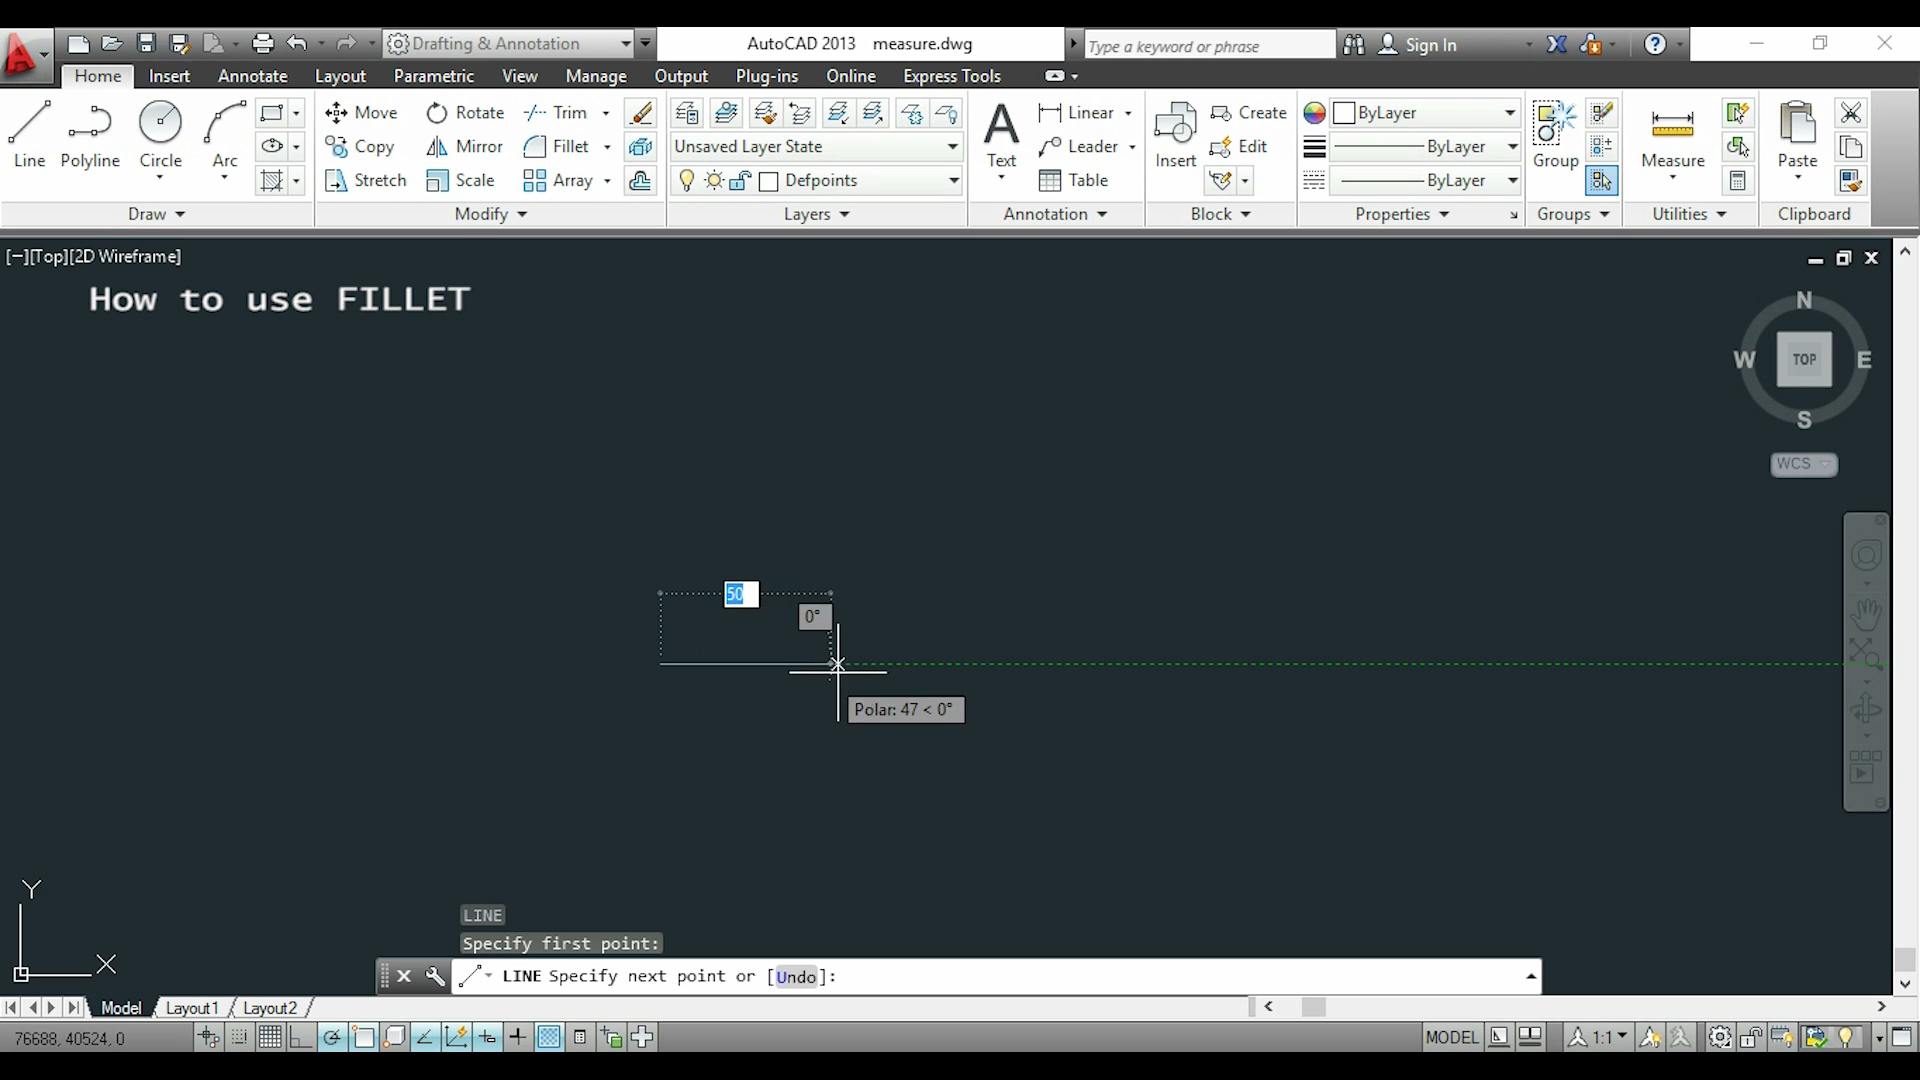 Drafting & Annotation
AutoCAD 2013 measure.dwg
Type a keyword or phrase
Sign In
Home Insert Annotate Layout Parametric View Manage Output Plug-ins Online Express Tools
Line Polyline Circle Arc
Move Rotate Trim
Copy Mirror Fillet
Stretch Scale Array
Unsaved Layer State
Defpoints
Text
Linear
Leader
Table
Insert
Create
Edit
ByLayer
ByLayer
ByLayer
Group
Measure
Paste
Draw Modify Layers Annotation Block Properties Groups Utilities Clipboard
[−][Top][2D Wireframe]
How to use FILLET
N
W TOP E
S
WCS
50
0°
Polar: 47 < 0°
Y
X
LINE
Specify first point:
LINE Specify next point or [Undo]:
Model Layout1 Layout2
76688, 40524, 0
MODEL
1:1